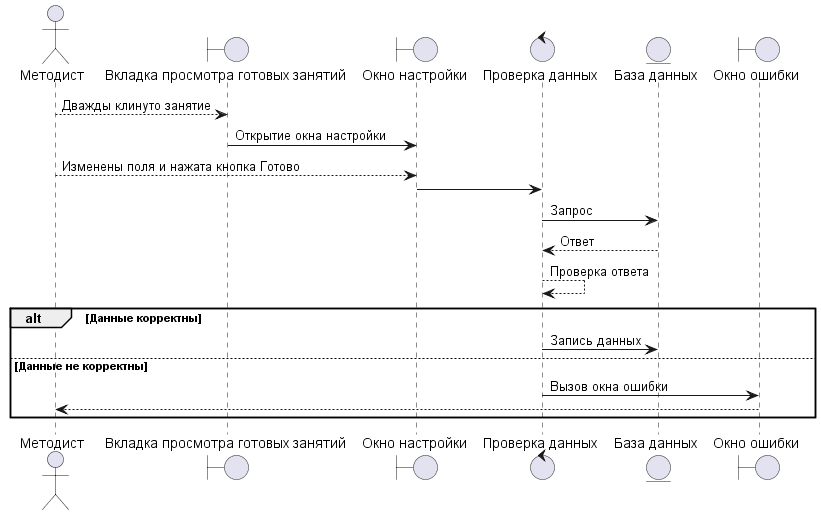 Методист Вкладка просмотра готовых занятий Окно настройки Проверка данных База данных Окно ошибки
Дважды клинуто занятие
Открытие окна настройки
Изменены поля и нажата кнопка Готово
Запрос
Ответ
Проверка ответа
alt [Данные корректны]
Запись данных
[Данные не корректны]
Вызов окна ошибки
Методист Вкладка просмотра готовых занятий Окно настройки Проверка данных База данных Окно ошибки